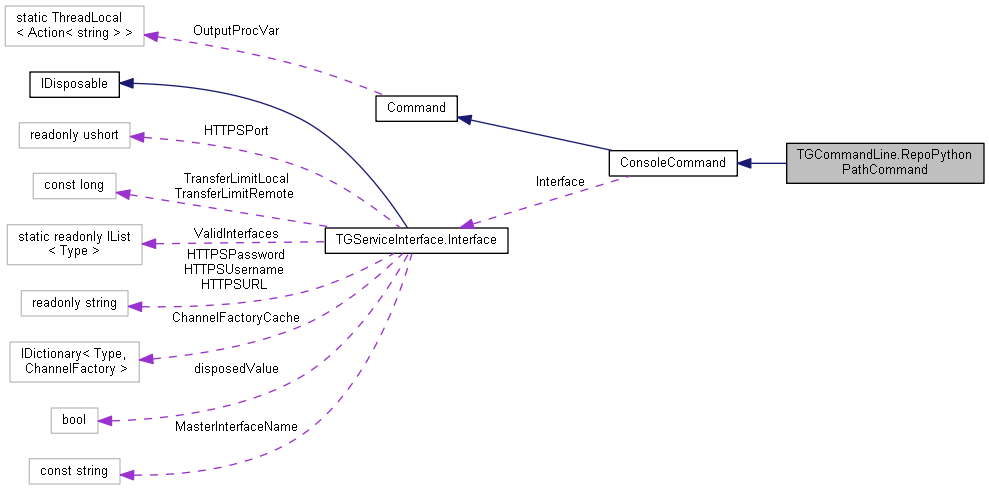 static ThreadLocal
< Action< string > >
OutputProcVar
IDisposable
Command
readonly ushort
HTTPSPort
TGCommandLine.RepoPython
PathCommand
ConsoleCommand
const long
TransferLimitLocal
TransferLimitRemote
Interface
static readonly IList
< Type >
ValidInterfaces
TGServiceInterface.Interface
HTTPSPassword
HTTPSUsername
HTTPSURL
readonly string
ChannelFactoryCache
IDictionary< Type,
ChannelFactory >
disposedValue
bool
MasterInterfaceName
const string